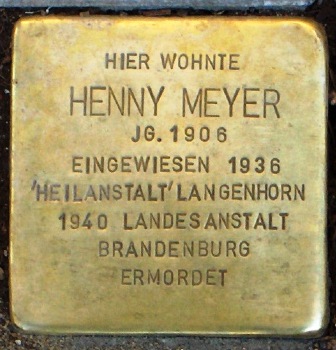 HIER WOHNTE
HENNY MEYER
JG. 1906
EINGEWIESEN 1936
'HEILANSTALT' LANGENHORN
1940 LANDESANSTALT
BRANDENBURG
ERMORDET